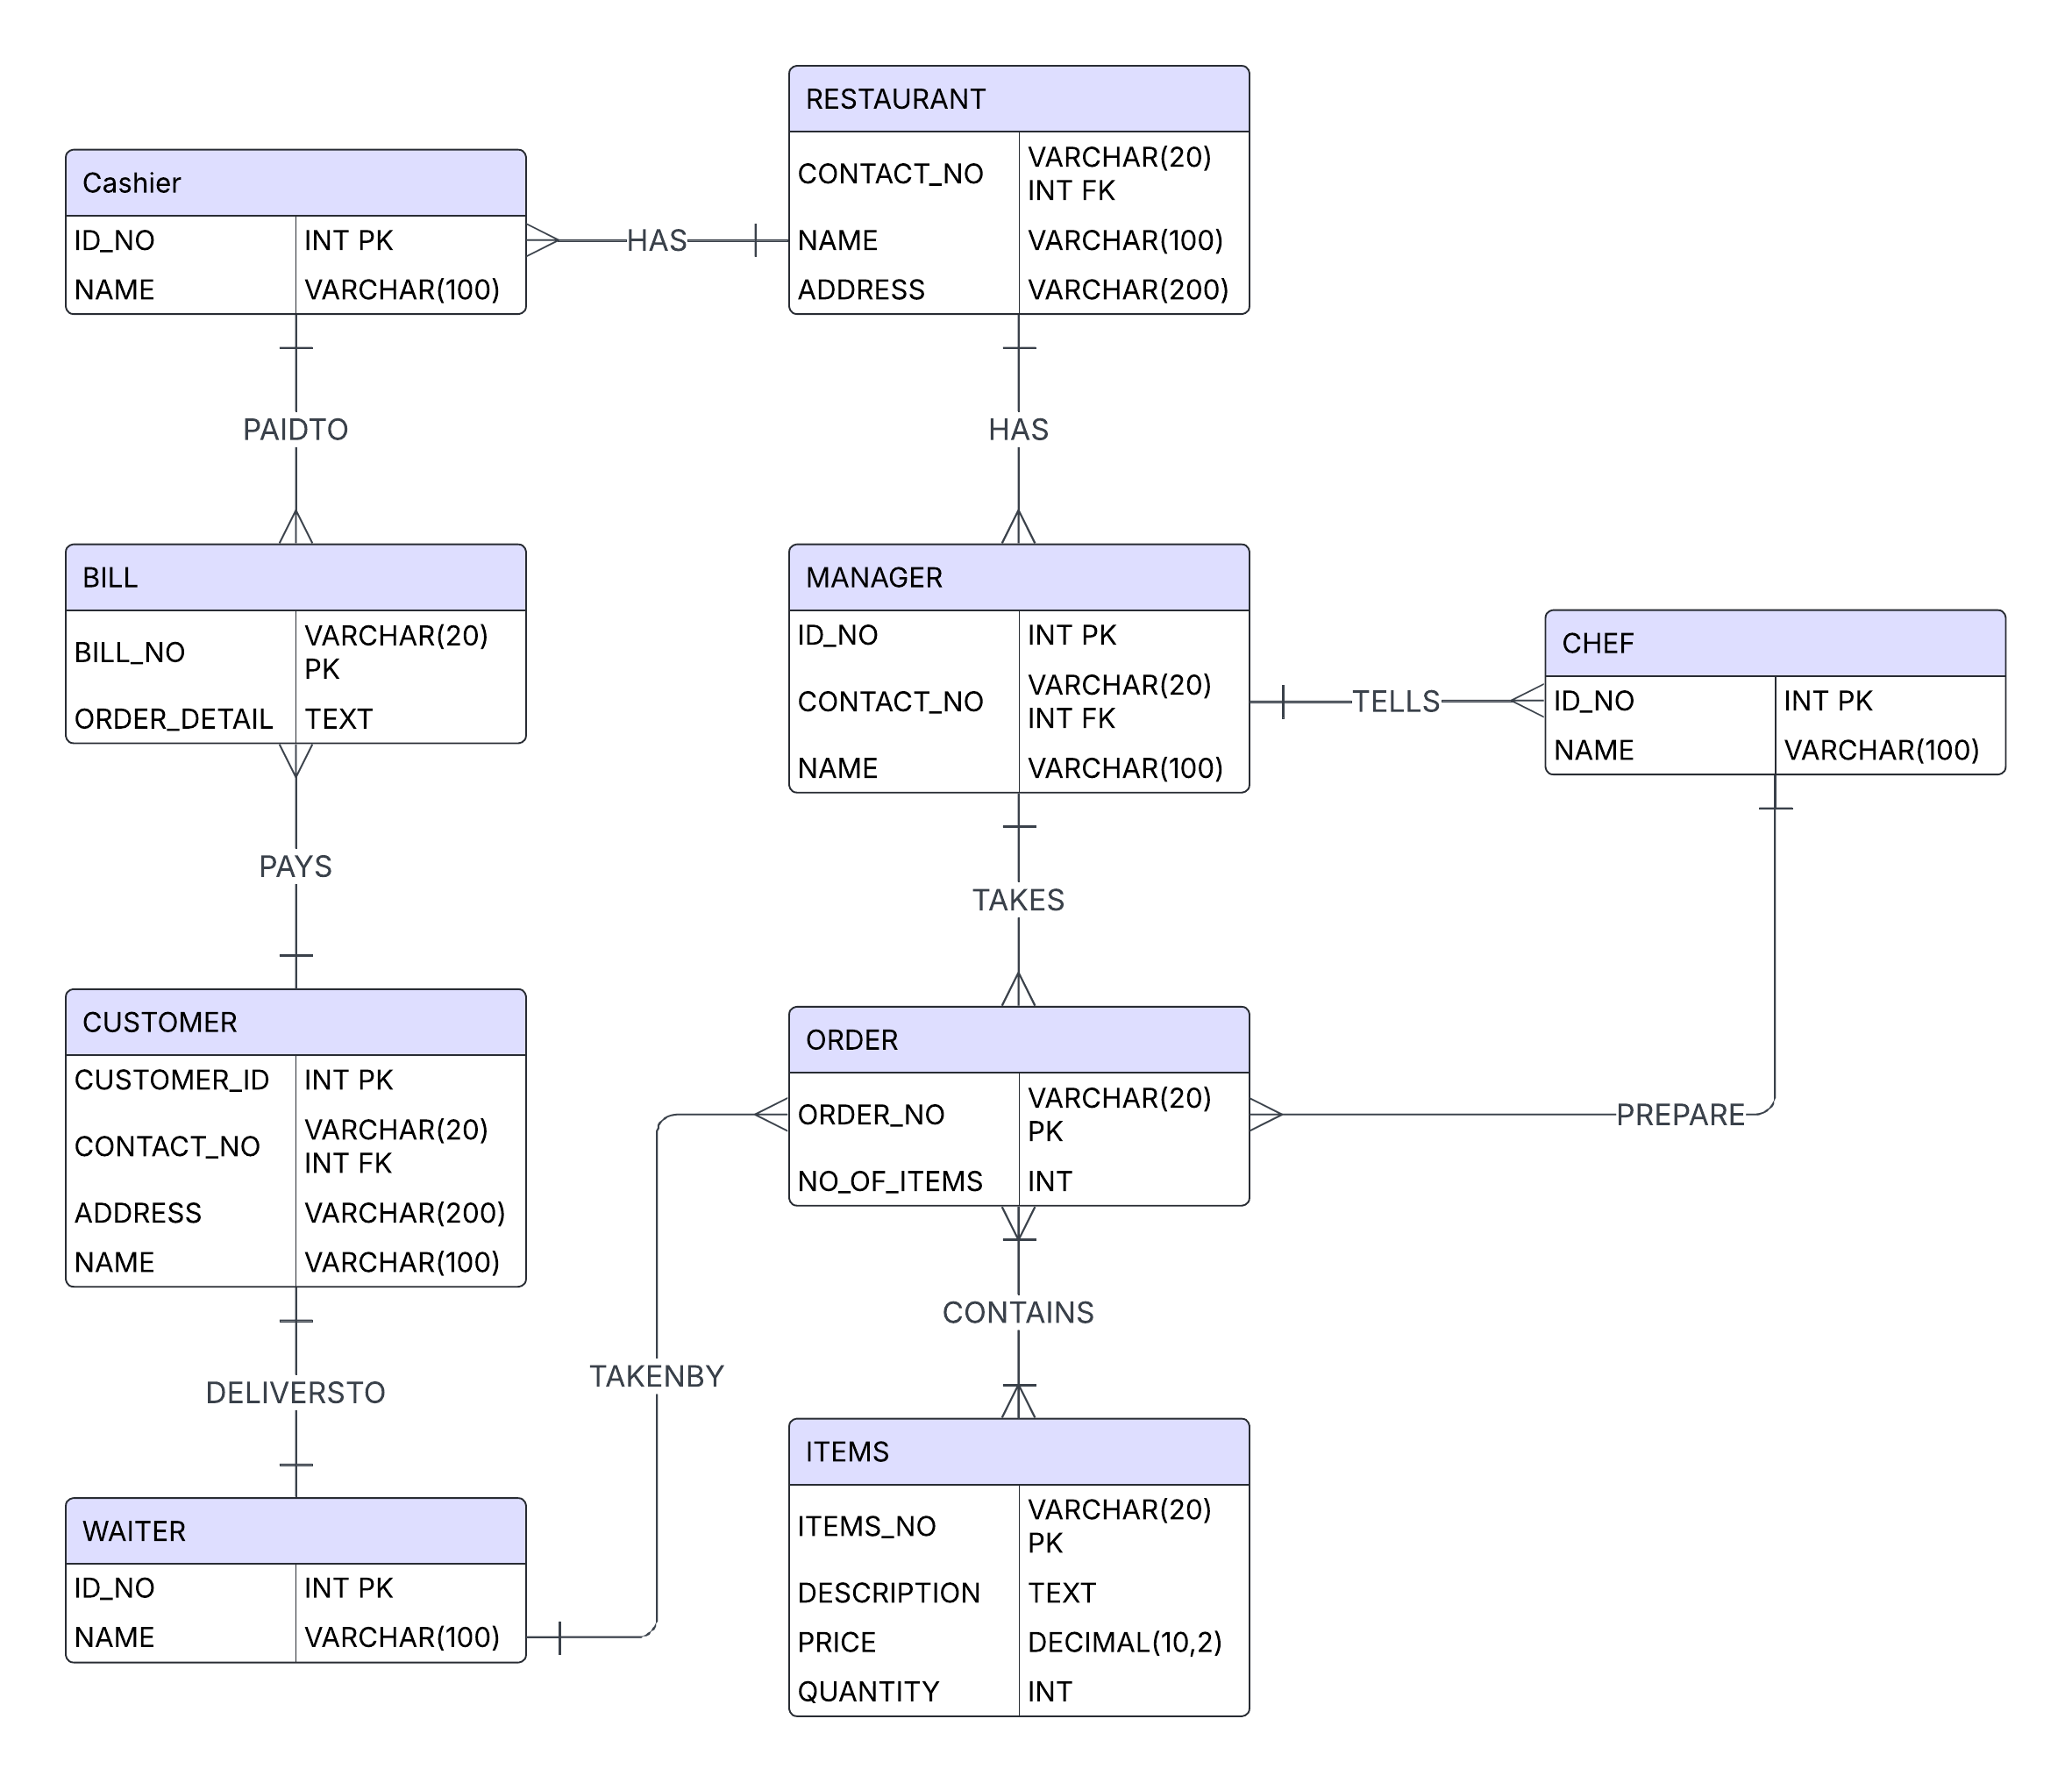 RESTAURANT
CONTACT_NO
VARCHAR(20)
INT FK
NAME
VARCHAR(100)
ADDRESS
VARCHAR(200)
Cashier
ID_NO
INT PK
NAME
VARCHAR(100)
HAS
PAIDTO
HAS
BILL
BILL_NO
VARCHAR(20)
PK
ORDER_DETAIL
TEXT
MANAGER
ID_NO
INT PK
CONTACT_NO
VARCHAR(20)
INT FK
NAME
VARCHAR(100)
TELLS
CHEF
ID_NO
INT PK
NAME
VARCHAR(100)
PAYS
TAKES
CUSTOMER
CUSTOMER_ID
INT PK
CONTACT_NO
VARCHAR(20)
INT FK
ADDRESS
VARCHAR(200)
NAME
VARCHAR(100)
ORDER
ORDER_NO
VARCHAR(20)
PK
NO_OF_ITEMS
INT
PREPARE
CONTAINS
TAKENBY
DELIVERSTO
WAITER
ID_NO
INT PK
NAME
VARCHAR(100)
ITEMS
ITEMS_NO
VARCHAR(20)
PK
DESCRIPTION
TEXT
PRICE
DECIMAL(10,2)
QUANTITY
INT